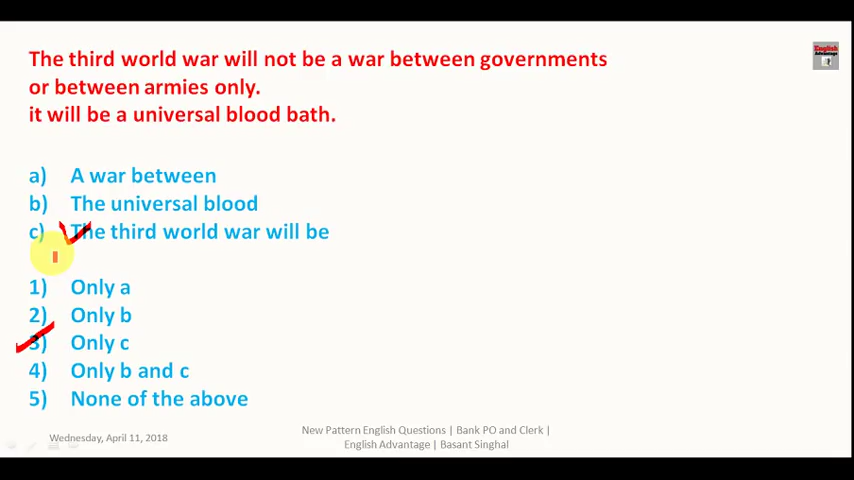 The third world war will not be a war between governments
or between armies only.
it will be a universal blood bath.
English
a) A war between
b) The universal blood
c) The third world war will be
1) Only a
2) Only b
3) Only c
4) Only b and c
5) None of the above
Wednesday, April 11, 2018
New Pattern English Questions | Bank PO and Clerk |
English Advantage | Basant Singhal